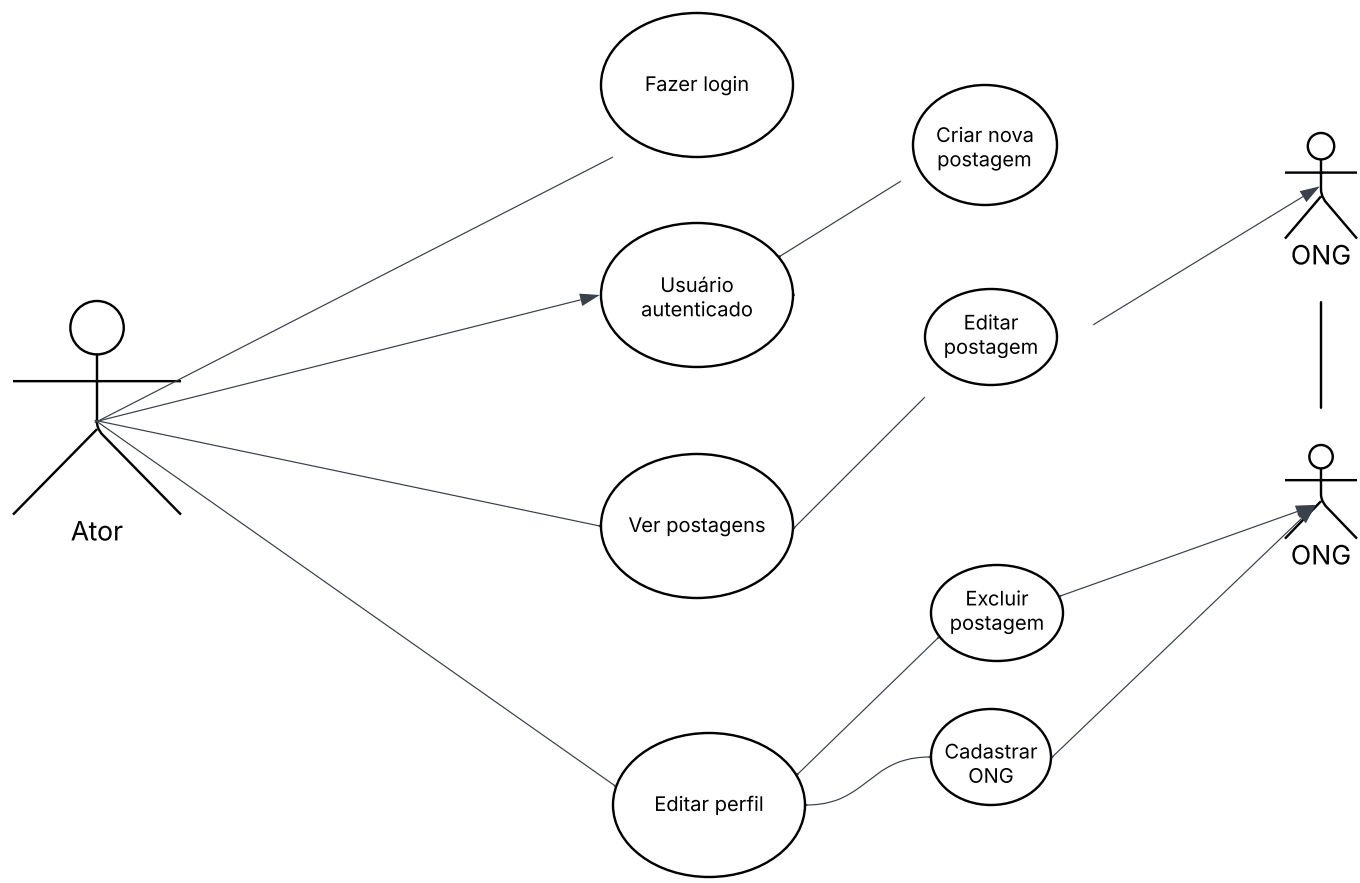 Fazer login
Criar nova
postagem
ONG
Usuário
autenticado
Editar
postagem
Ator
Ver postagens
ONG
Excluir
postagem
Cadastrar
ONG
Editar perfil